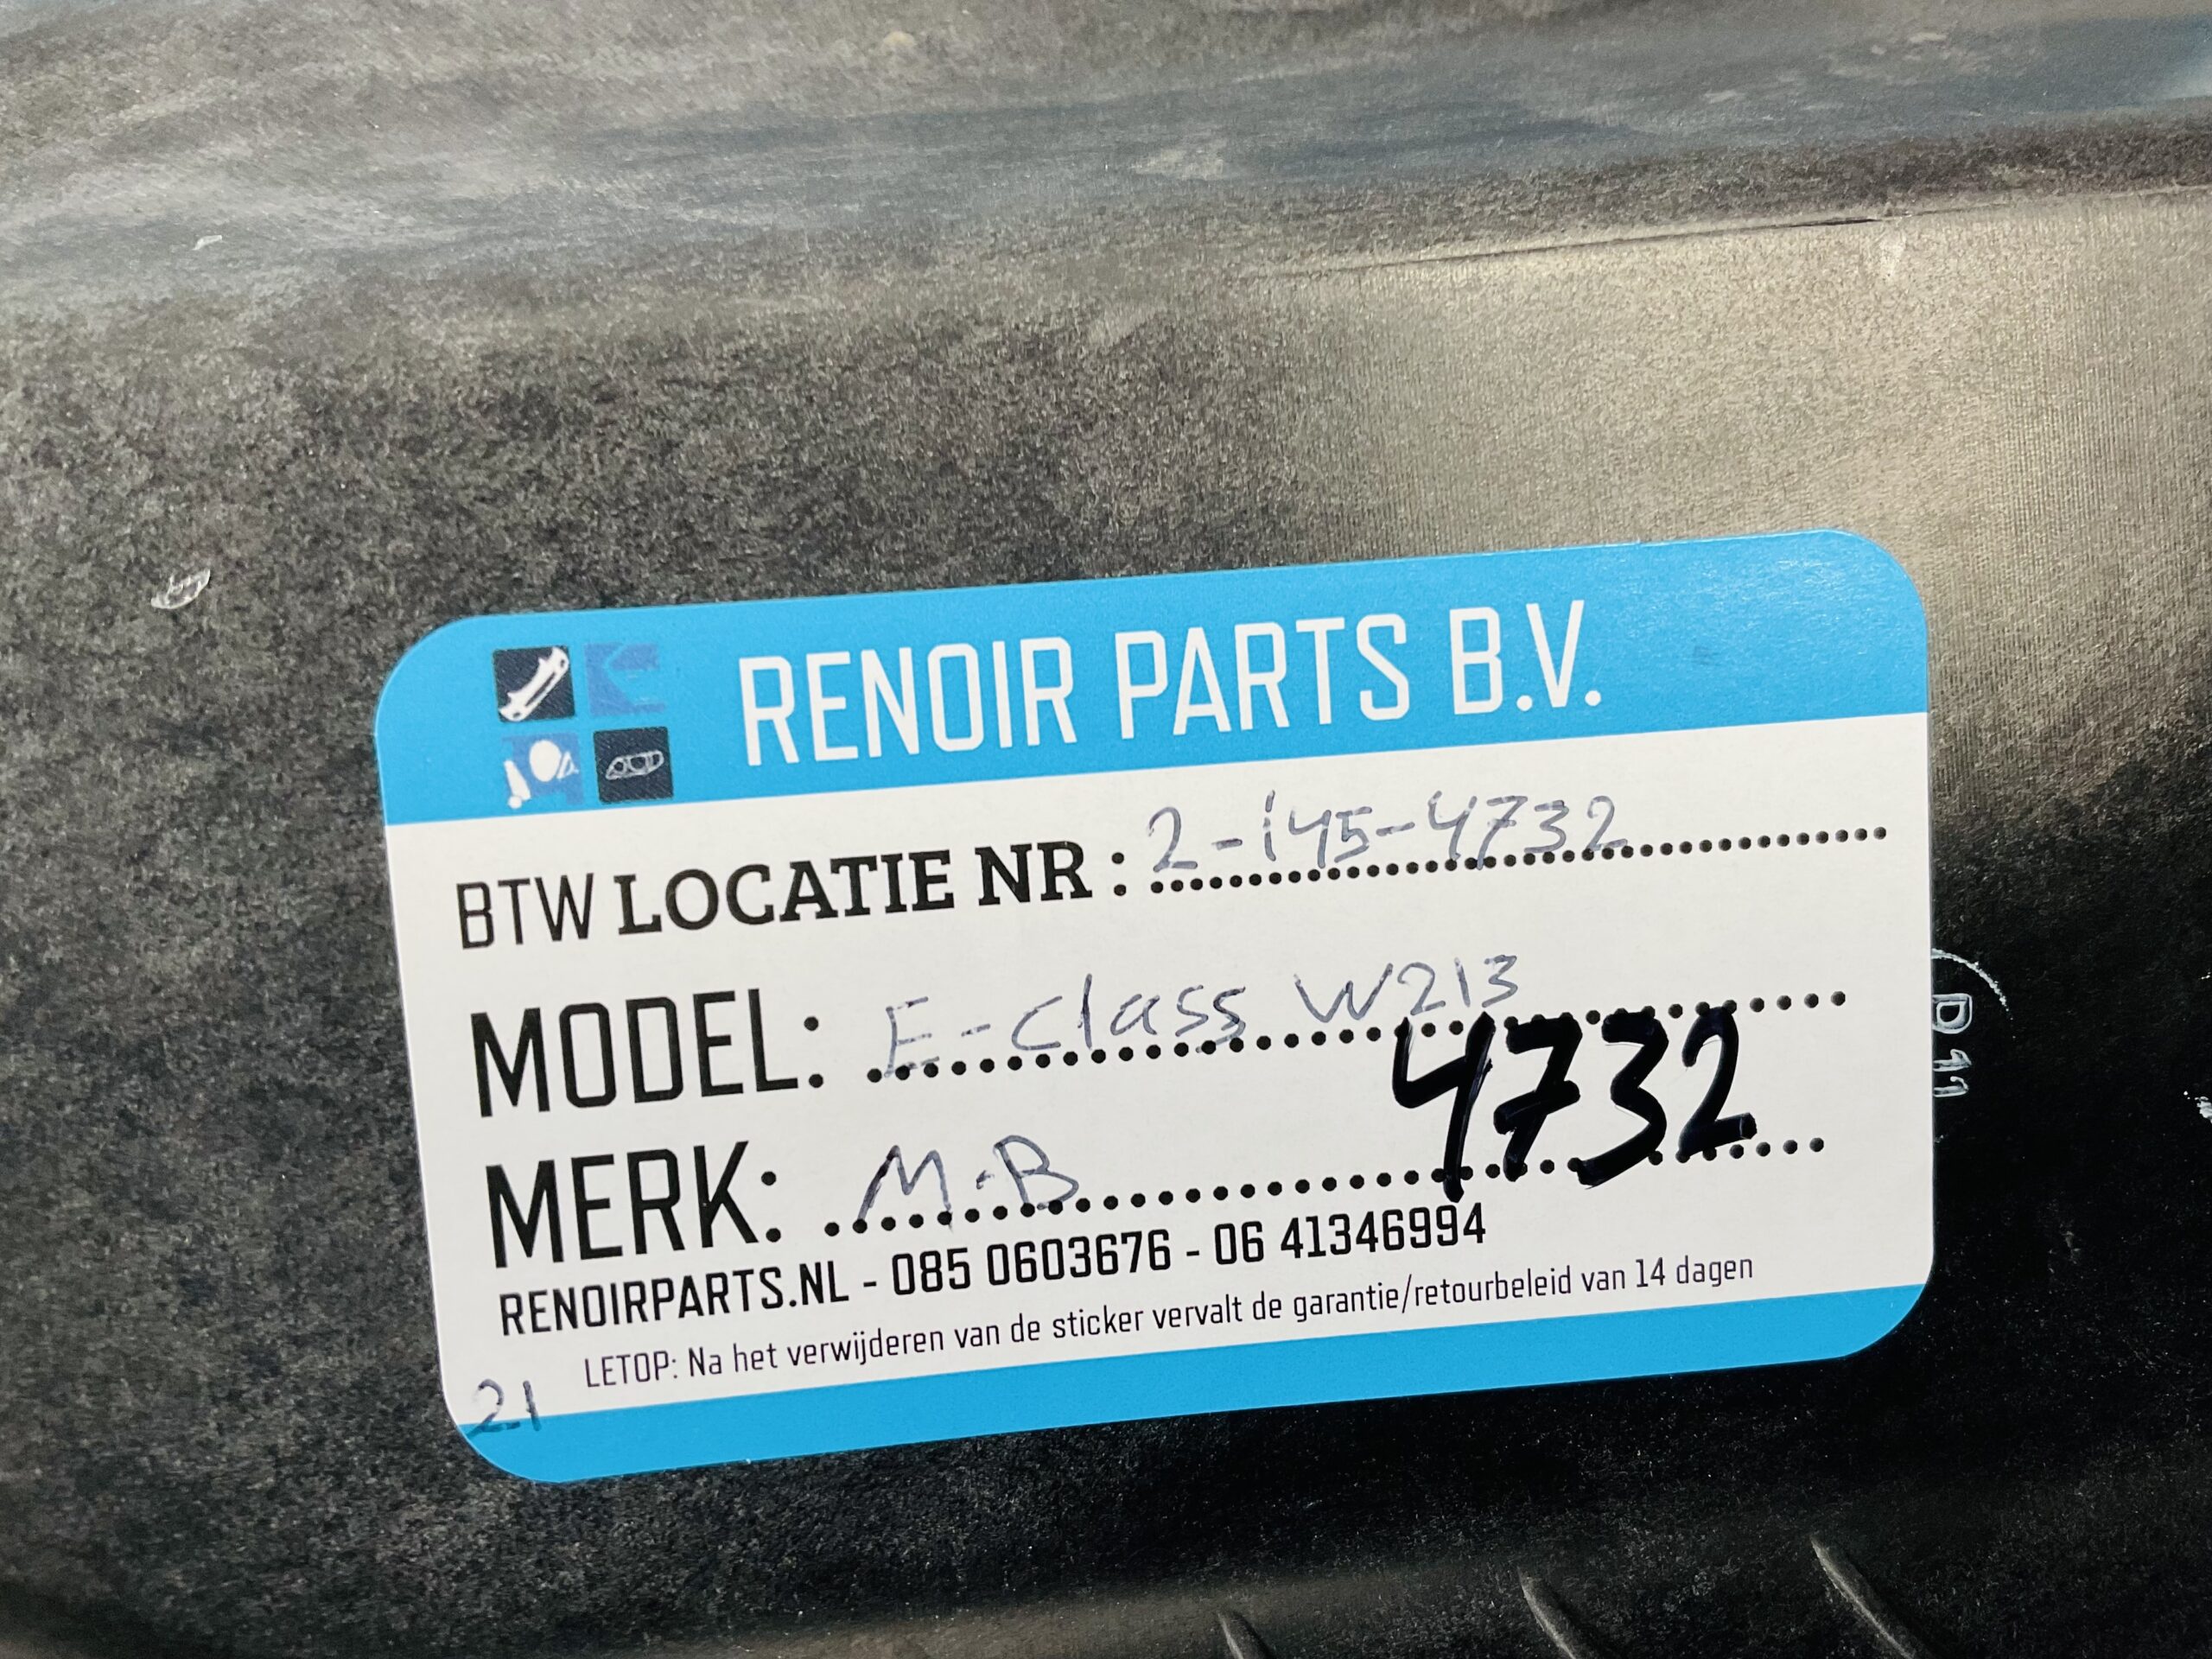 RENOIR PARTS B.V.
BTW LOCATIE NR : 2-145-4732
MODEL: E-class W213
4732
MERK: M-B
RENOIRPARTS.NL - 085 0603676 - 06 41346994
LETOP: Na het verwijderen van de sticker vervalt de garantie/retourbeleid van 14 dagen
21